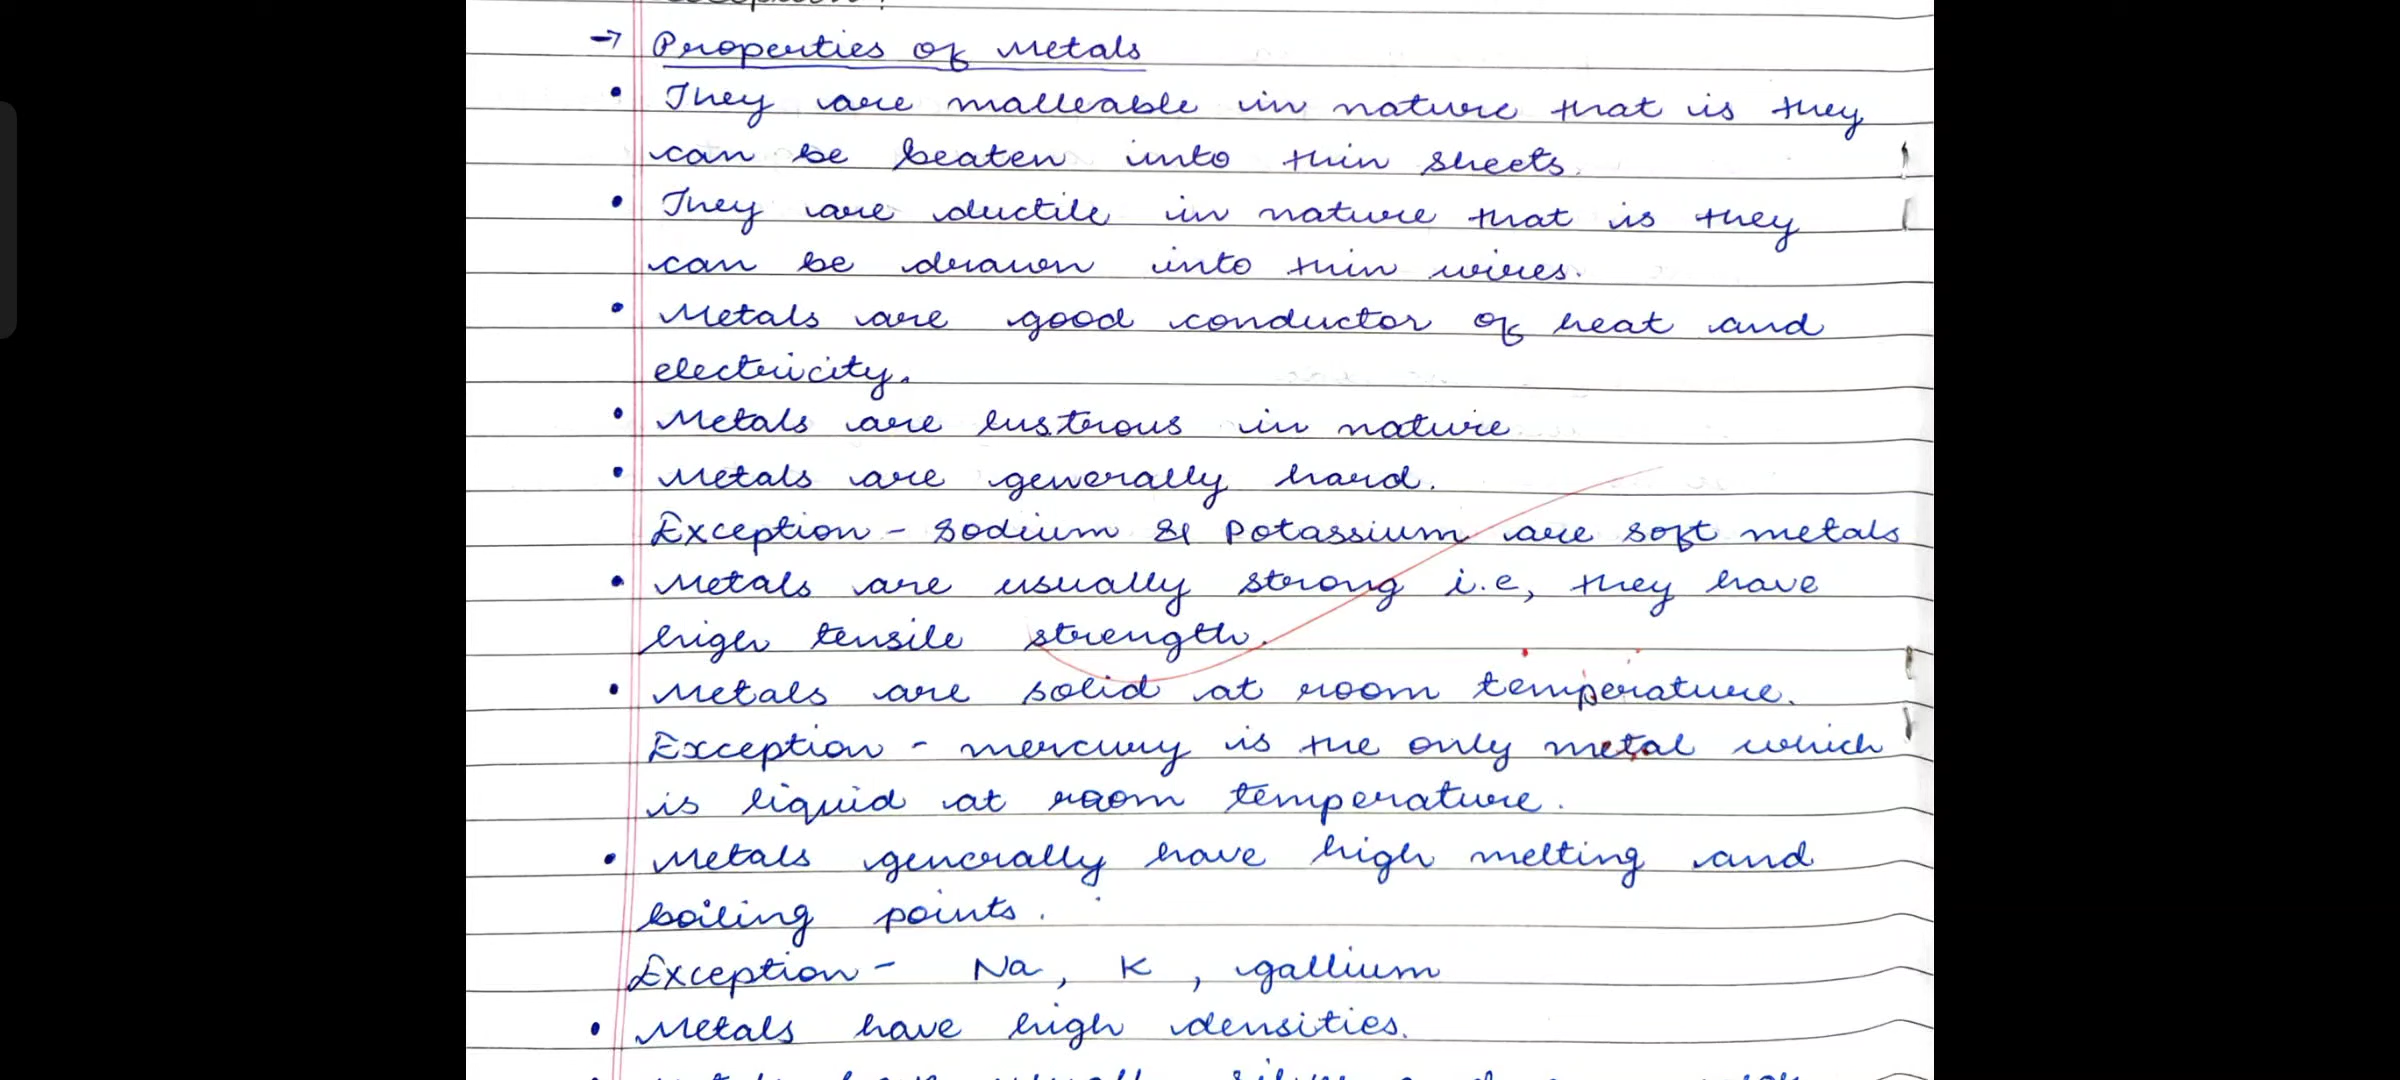 → Properties of Metals
• They are malleable in nature that is they
can be beaten into thin sheets.
• They are ductile in nature that is they
can be drawn into thin wires.
• Metals are good conductor of heat and
electricity.
• Metals are lustrous in nature
• Metals are generally hard.
Exception - Sodium & Potassium are soft metals
• Metals are usually strong i.e, they have
high tensile strength.
• Metals are solid at room temperature.
Exception - mercury is the only metal which
is liquid at room temperature.
• Metals generally have high melting and
boiling points.
Exception - Na, K, gallium
• Metals have high densities.